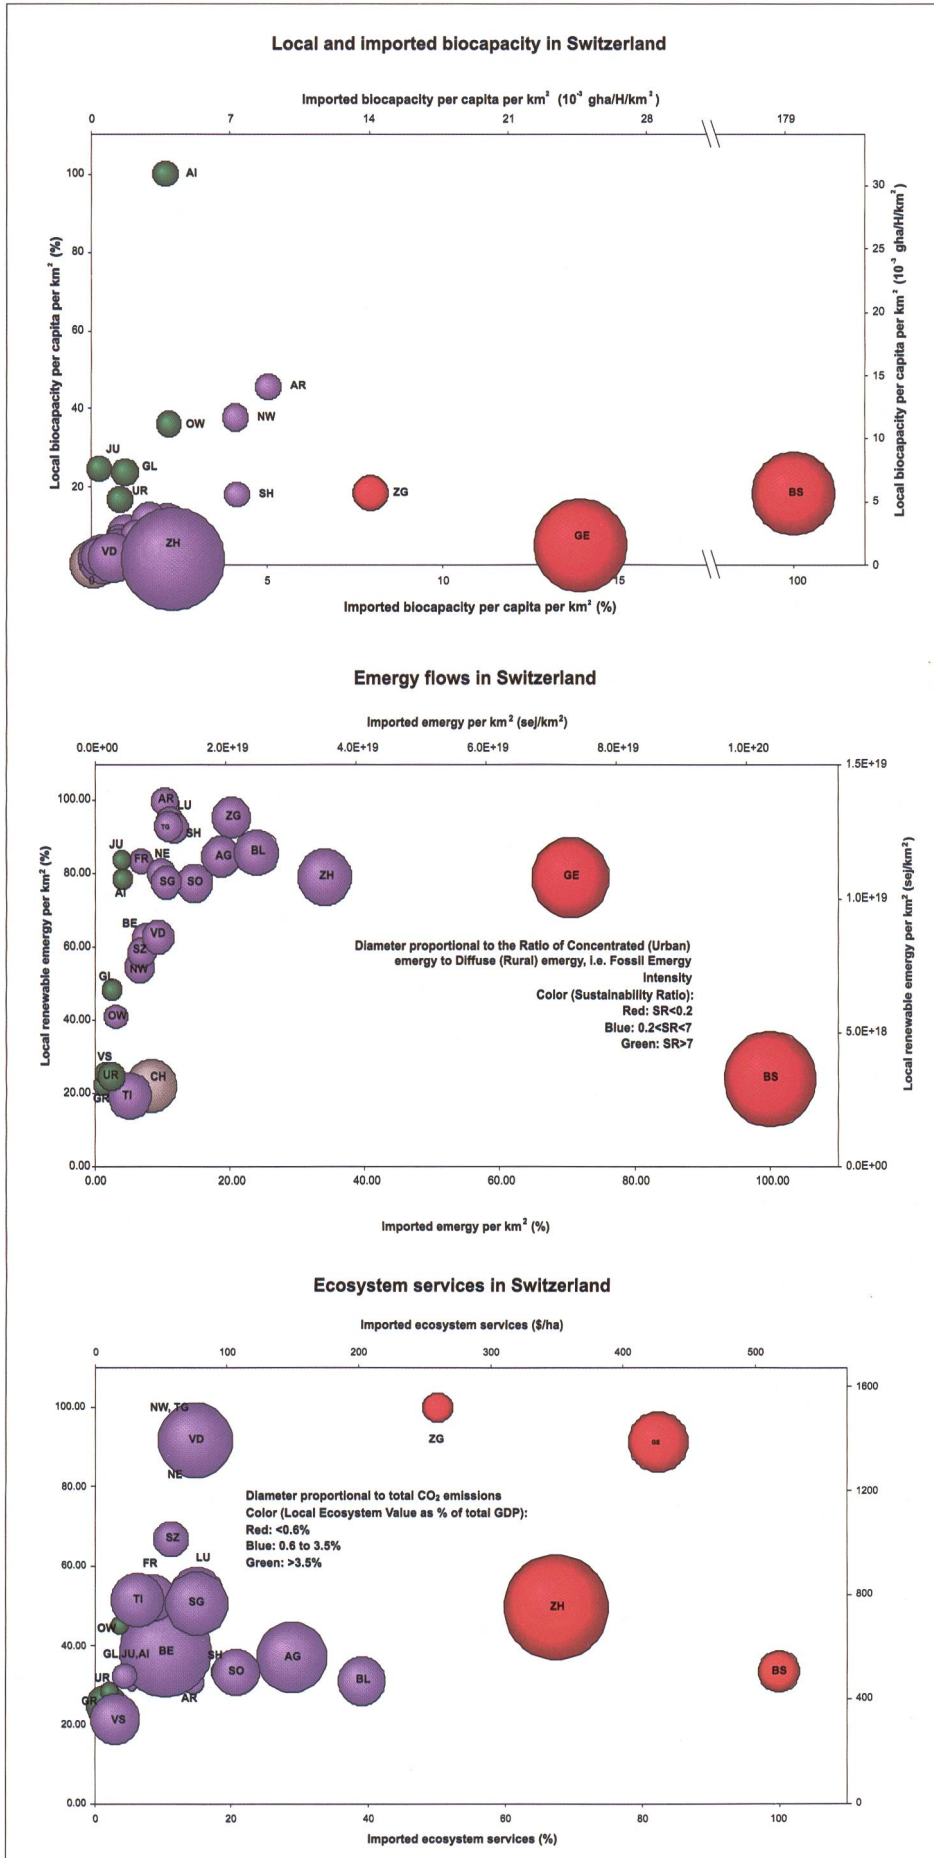 Local and imported biocapacity in Switzerland
Imported biocapacity per capita per km² (10⁻³ gha/H/km²)
0 7 14 21 28 179
Local biocapacity per capita per km² (%)
100
80
60
40
20
0 5 10 15 100
30
25
20
15
10
5
0
Local biocapacity per capita per km² (10⁻³ gha/H/km²)
AI
AR
NW
OW
JU
GL
UR
SH
ZG
BS
GE
ZH
VD
Imported biocapacity per capita per km² (%)
Emergy flows in Switzerland
Imported emergy per km² (sej/km²)
0.0E+00 2.0E+19 4.0E+19 6.0E+19 8.0E+19 1.0E+20
Local renewable emergy per km² (%)
100.00
80.00
60.00
40.00
20.00
0.00
1.5E+19
1.0E+19
5.0E+18
0.0E+00
Local renewable emergy per km² (sej/km²)
AR
LU
TG
SH
ZG
JU
FR
NE
AG
BL
AI
SG
SO
ZH
GE
BE
VD
SZ
NW
GL
OW
VS
UR
CH
GR
TI
BS
Diameter proportional to the Ratio of Concentrated (Urban)
emergy to Diffuse (Rural) emergy, i.e. Fossil Emergy
Intensity
Color (Sustainability Ratio):
Red: SR<0.2
Blue: 0.2<SR<7
Green: SR>7
0.00 20.00 40.00 60.00 80.00 100.00
Imported emergy per km² (%)
Ecosystem services in Switzerland
Imported ecosystem services ($/ha)
0 100 200 300 400 500
100.00
80.00
60.00
40.00
20.00
0.00
1600
1200
800
400
0
NW, TG
VD
NE
ZG
GE
Diameter proportional to total CO₂ emissions
Color (Local Ecosystem Value as % of total GDP):
Red: <0.6%
Blue: 0.6 to 3.5%
Green: >3.5%
SZ
FR
LU
TI
SG
ZH
OW
GL,JU,AI
BE
SH
SO
AG
BL
BS
UR
AR
GR
VS
0 20 40 60 80 100
Imported ecosystem services (%)